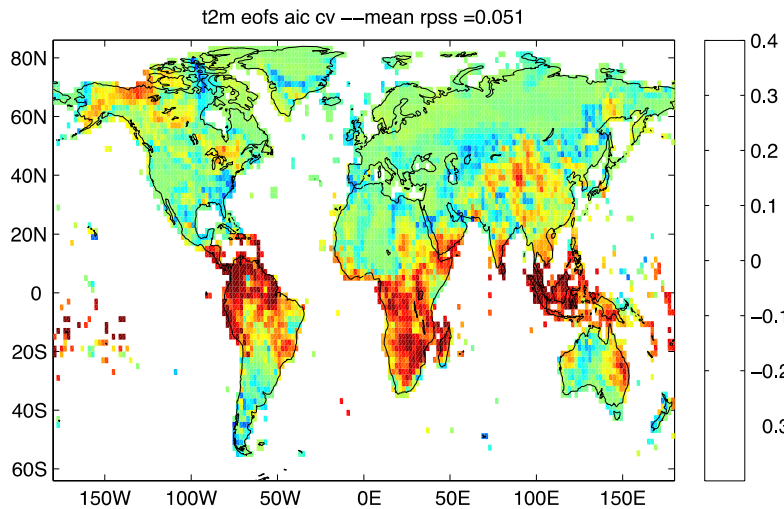 t2m eofs aic cv −−mean rpss =0.051
80N
60N
40N
20N
0
20S
40S
60S
150W 100W 50W 0E 50E 100E 150E
0.4
0.3
0.2
0.1
0
−0.1
−0.2
0.3